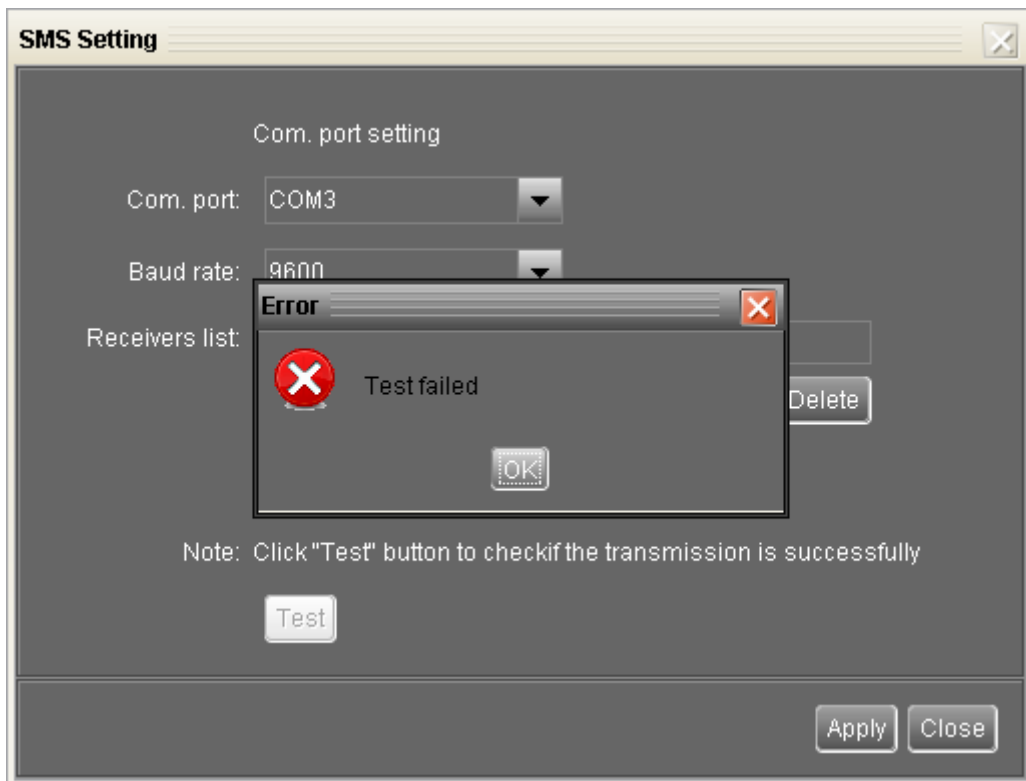 SMS Setting
Com. port setting
Com. port: COM3
Baud rate: 9600
Error
Receivers list:
Test failed
Delete
OK
Note: Click "Test" button to checkif the transmission is successfully
Test
Apply Close